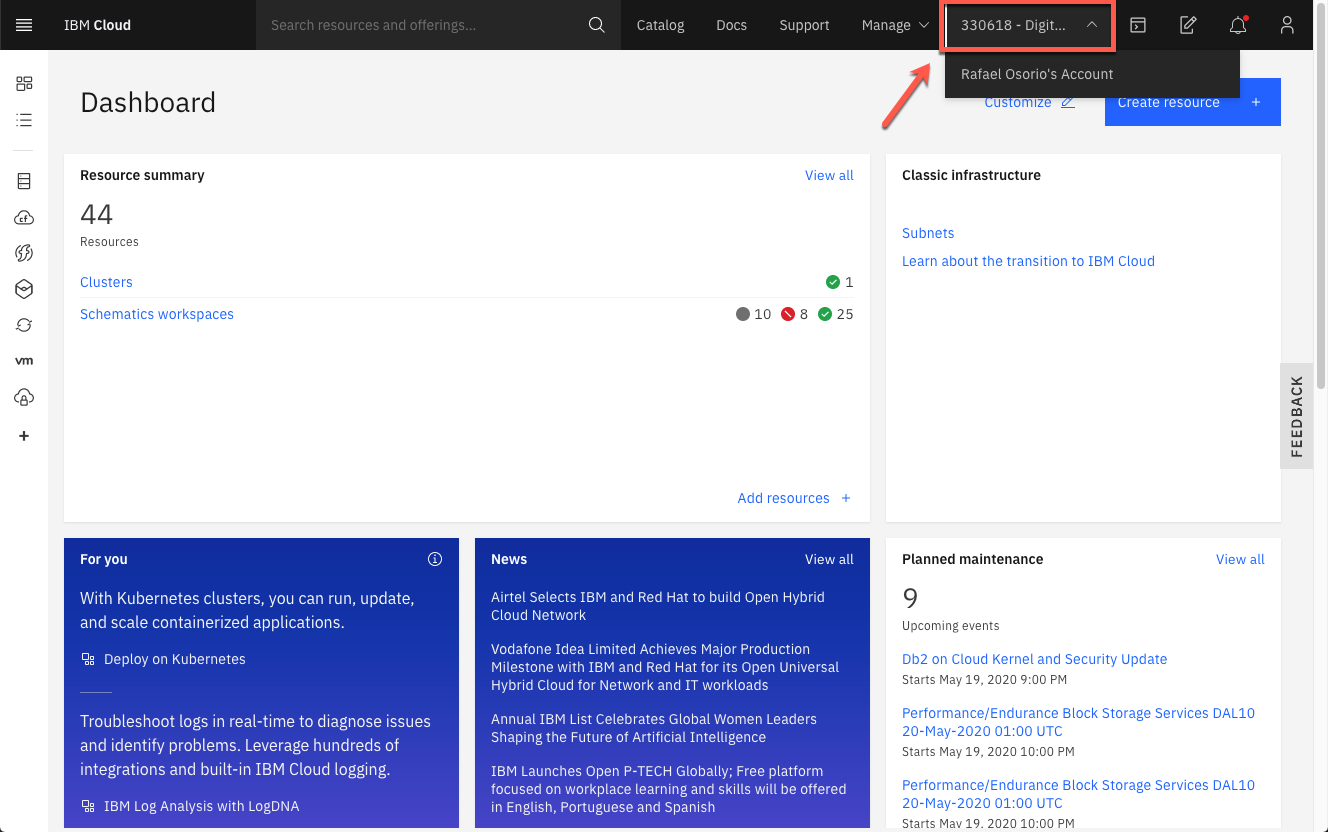 IBM Cloud
Search resources and offerings...
Catalog
Docs
Support
Manage
330618 - Digit...
Rafael Osorio's Account
Dashboard
Customize
Create resource +
Resource summary
View all
44
Resources
Clusters
1
Schematics workspaces
10 8 25
Add resources +
Classic infrastructure
Subnets
Learn about the transition to IBM Cloud
cf
vm
FEEDBACK
For you
With Kubernetes clusters, you can run, update,
and scale containerized applications.
Deploy on Kubernetes
Troubleshoot logs in real-time to diagnose issues
and identify problems. Leverage hundreds of
integrations and built-in IBM Cloud logging.
IBM Log Analysis with LogDNA
News
View all
Airtel Selects IBM and Red Hat to build Open Hybrid
Cloud Network
Vodafone Idea Limited Achieves Major Production
Milestone with IBM and Red Hat for its Open Universal
Hybrid Cloud for Network and IT workloads
Annual IBM List Celebrates Global Women Leaders
Shaping the Future of Artificial Intelligence
IBM Launches Open P-TECH Globally; Free platform
focused on workplace learning and skills will be offered
in English, Portuguese and Spanish
Planned maintenance
View all
9
Upcoming events
Db2 on Cloud Kernel and Security Update
Starts May 19, 2020 9:00 PM
Performance/Endurance Block Storage Services DAL10
20-May-2020 01:00 UTC
Starts May 19, 2020 10:00 PM
Performance/Endurance Block Storage Services DAL10
20-May-2020 01:00 UTC
Starts May 19, 2020 10:00 PM